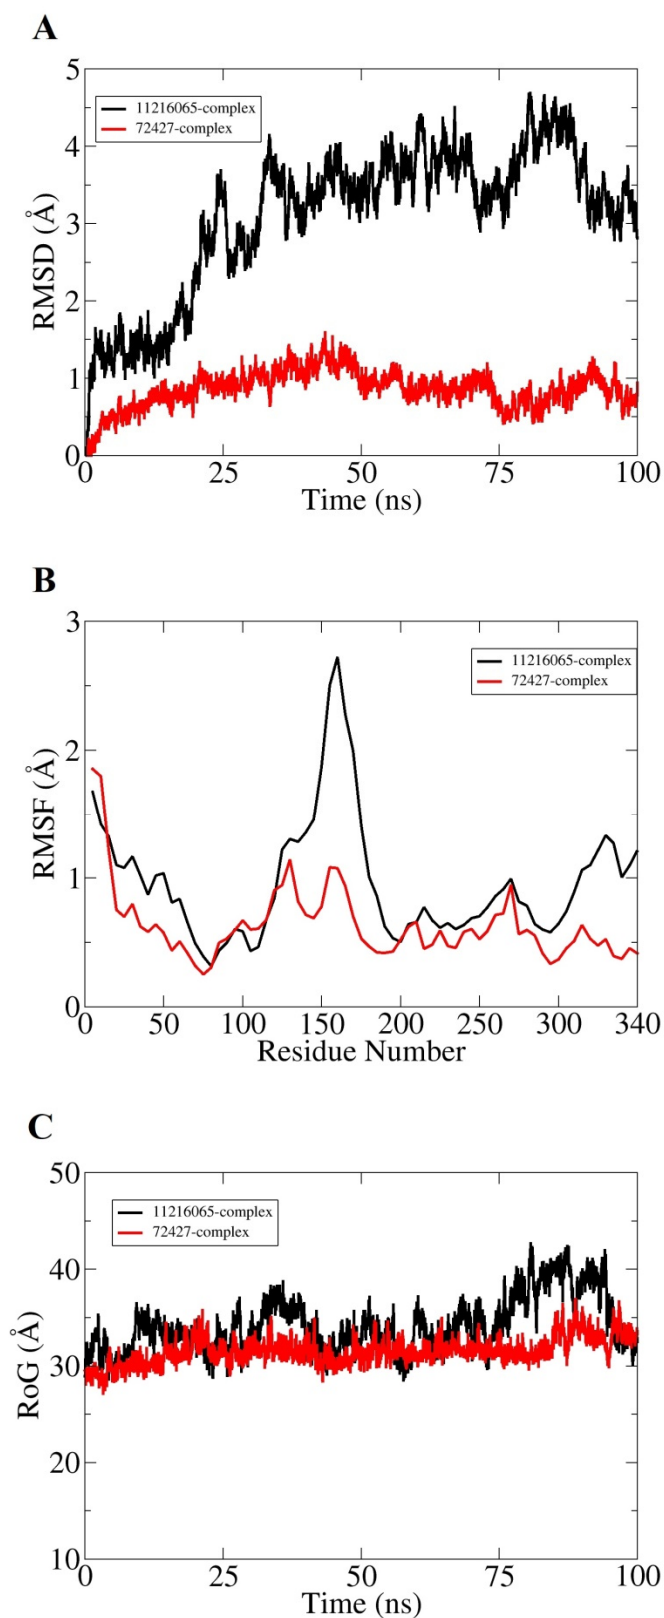 A
5
4
3
2
1
0
RMSD (Å)
11216065-complex
72427-complex
0 25 50 75 100
Time (ns)
B
3
2
1
0
RMSF (Å)
11216065-complex
72427-complex
0 50 100 150 200 250 300 340
Residue Number
C
50
40
30
20
10
RoG (Å)
11216065-complex
72427-complex
0 25 50 75 100
Time (ns)